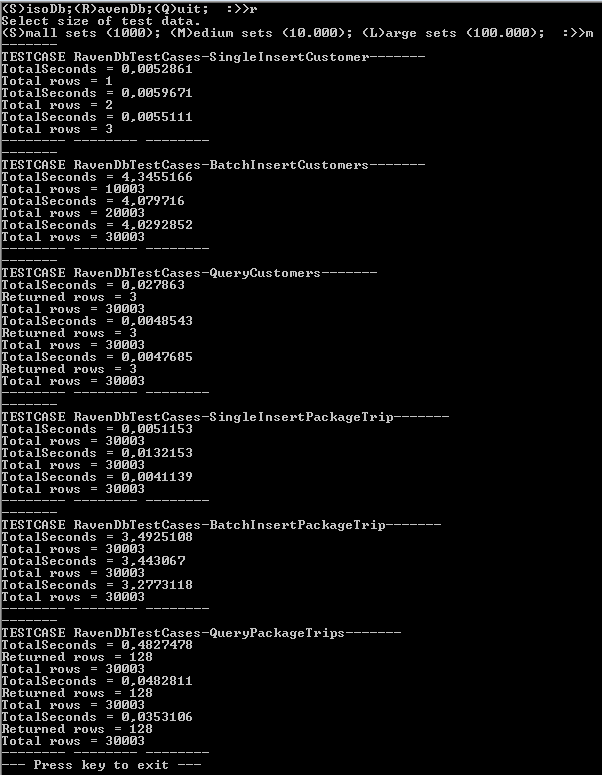 (S)isoDb;(R)avenDb;(Q)uit;  :>>r
Select size of test data.
(S)mall sets (1000); (M)edium sets (10.000); (L)arge sets (100.000);  :>>m
-------
TESTCASE RavenDbTestCases-SingleInsertCustomer-------
TotalSeconds = 0,0052861
Total rows = 1
TotalSeconds = 0,0059671
Total rows = 2
TotalSeconds = 0,0055111
Total rows = 3
-------- -------- --------
-------
TESTCASE RavenDbTestCases-BatchInsertCustomers-------
TotalSeconds = 4,3455166
Total rows = 10003
TotalSeconds = 4,079716
Total rows = 20003
TotalSeconds = 4,0292852
Total rows = 30003
-------- -------- --------
-------
TESTCASE RavenDbTestCases-QueryCustomers-------
TotalSeconds = 0,027863
Returned rows = 3
Total rows = 30003
TotalSeconds = 0,0048543
Returned rows = 3
Total rows = 30003
TotalSeconds = 0,0047685
Returned rows = 3
Total rows = 30003
-------- -------- --------
-------
TESTCASE RavenDbTestCases-SingleInsertPackageTrip-------
TotalSeconds = 0,0051153
Total rows = 30003
TotalSeconds = 0,0132153
Total rows = 30003
TotalSeconds = 0,0041139
Total rows = 30003
-------- -------- --------
-------
TESTCASE RavenDbTestCases-BatchInsertPackageTrip-------
TotalSeconds = 3,4925108
Total rows = 30003
TotalSeconds = 3,443067
Total rows = 30003
TotalSeconds = 3,2773118
Total rows = 30003
-------- -------- --------
-------
TESTCASE RavenDbTestCases-QueryPackageTrips-------
TotalSeconds = 0,4827478
Returned rows = 128
Total rows = 30003
TotalSeconds = 0,0482811
Returned rows = 128
Total rows = 30003
TotalSeconds = 0,0353106
Returned rows = 128
Total rows = 30003
-------- -------- --------
--- Press key to exit ---